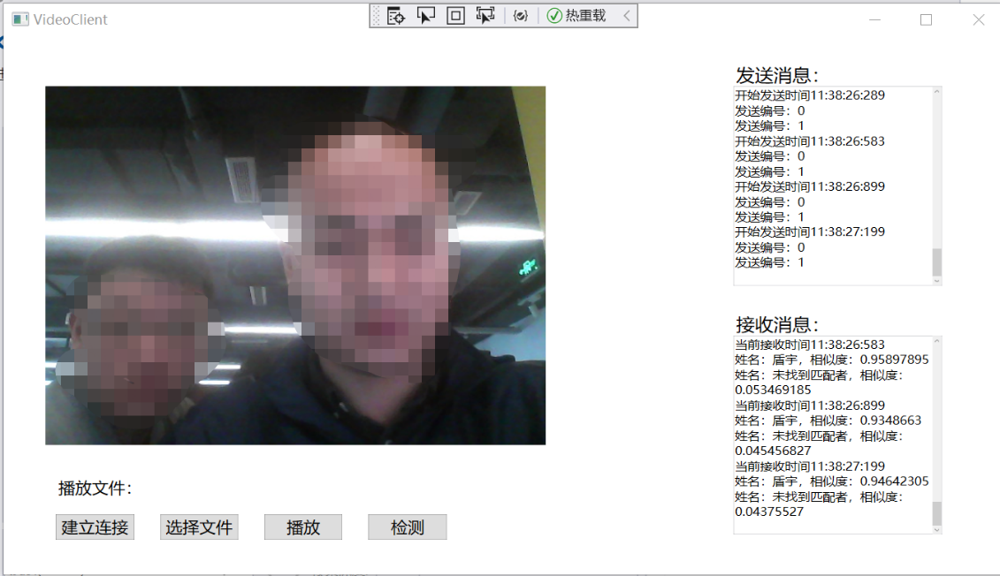 VideoClient
热重载
发送消息:
开始发送时间11:38:26:289
发送编号：0
发送编号：1
开始发送时间11:38:26:583
发送编号：0
发送编号：1
开始发送时间11:38:26:899
发送编号：0
发送编号：1
开始发送时间11:38:27:199
发送编号：0
发送编号：1
接收消息:
当前接收时间11:38:26:583
姓名：盾宇，相似度：0.95897895
姓名：未找到匹配者，相似度：
0.053469185
当前接收时间11:38:26:899
姓名：盾宇，相似度：0.9348663
姓名：未找到匹配者，相似度：
0.045456827
当前接收时间11:38:27:199
姓名：盾宇，相似度：0.94642305
姓名：未找到匹配者，相似度：
0.04375527
播放文件：
建立连接
选择文件
播放
检测